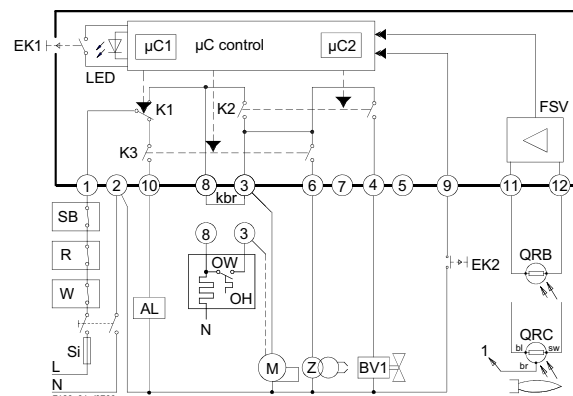 EK1
LED
µC1
µC control
µC2
FSV
K1
K2
K3
1
2
10
8
3
6
7
4
5
9
11
12
kbr
SB
R
W
Si
L
N
AL
8
3
OW
OH
N
M
Z
BV1
EK2
QRB
QRC
bl
sw
br
1